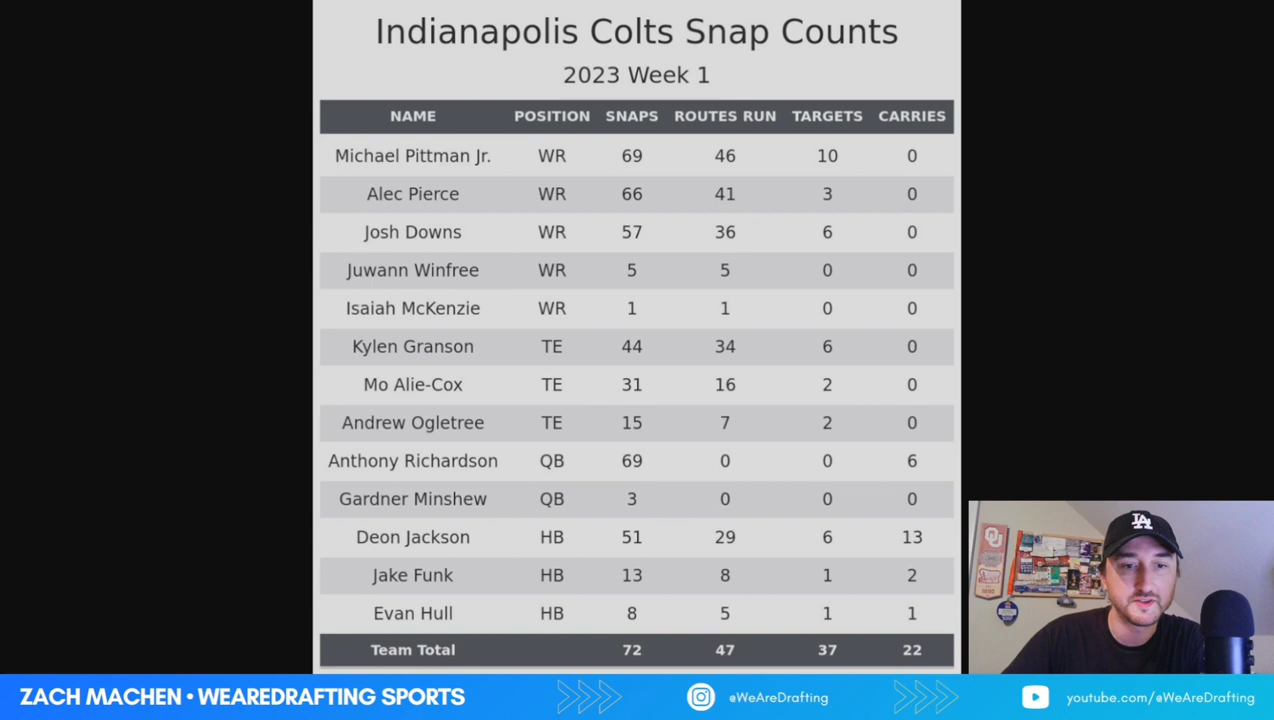 Indianapolis Colts Snap Counts
2023 Week 1
NAME POSITION SNAPS ROUTES RUN TARGETS CARRIES
Michael Pittman Jr. WR 69 46 10 0
Alec Pierce WR 66 41 3 0
Josh Downs WR 57 36 6 0
Juwann Winfree WR 5 5 0 0
Isaiah McKenzie WR 1 1 0 0
Kylen Granson TE 44 34 6 0
Mo Alie-Cox TE 31 16 2 0
Andrew Ogletree TE 15 7 2 0
Anthony Richardson QB 69 0 0 6
Gardner Minshew QB 3 0 0 0
Deon Jackson HB 51 29 6 13
Jake Funk HB 13 8 1 2
Evan Hull HB 8 5 1 1
Team Total 72 47 37 22
LA
OU
ZACH MACHEN • WEAREDRAFTING SPORTS
@WeAreDrafting
youtube.com/@WeAreDrafting